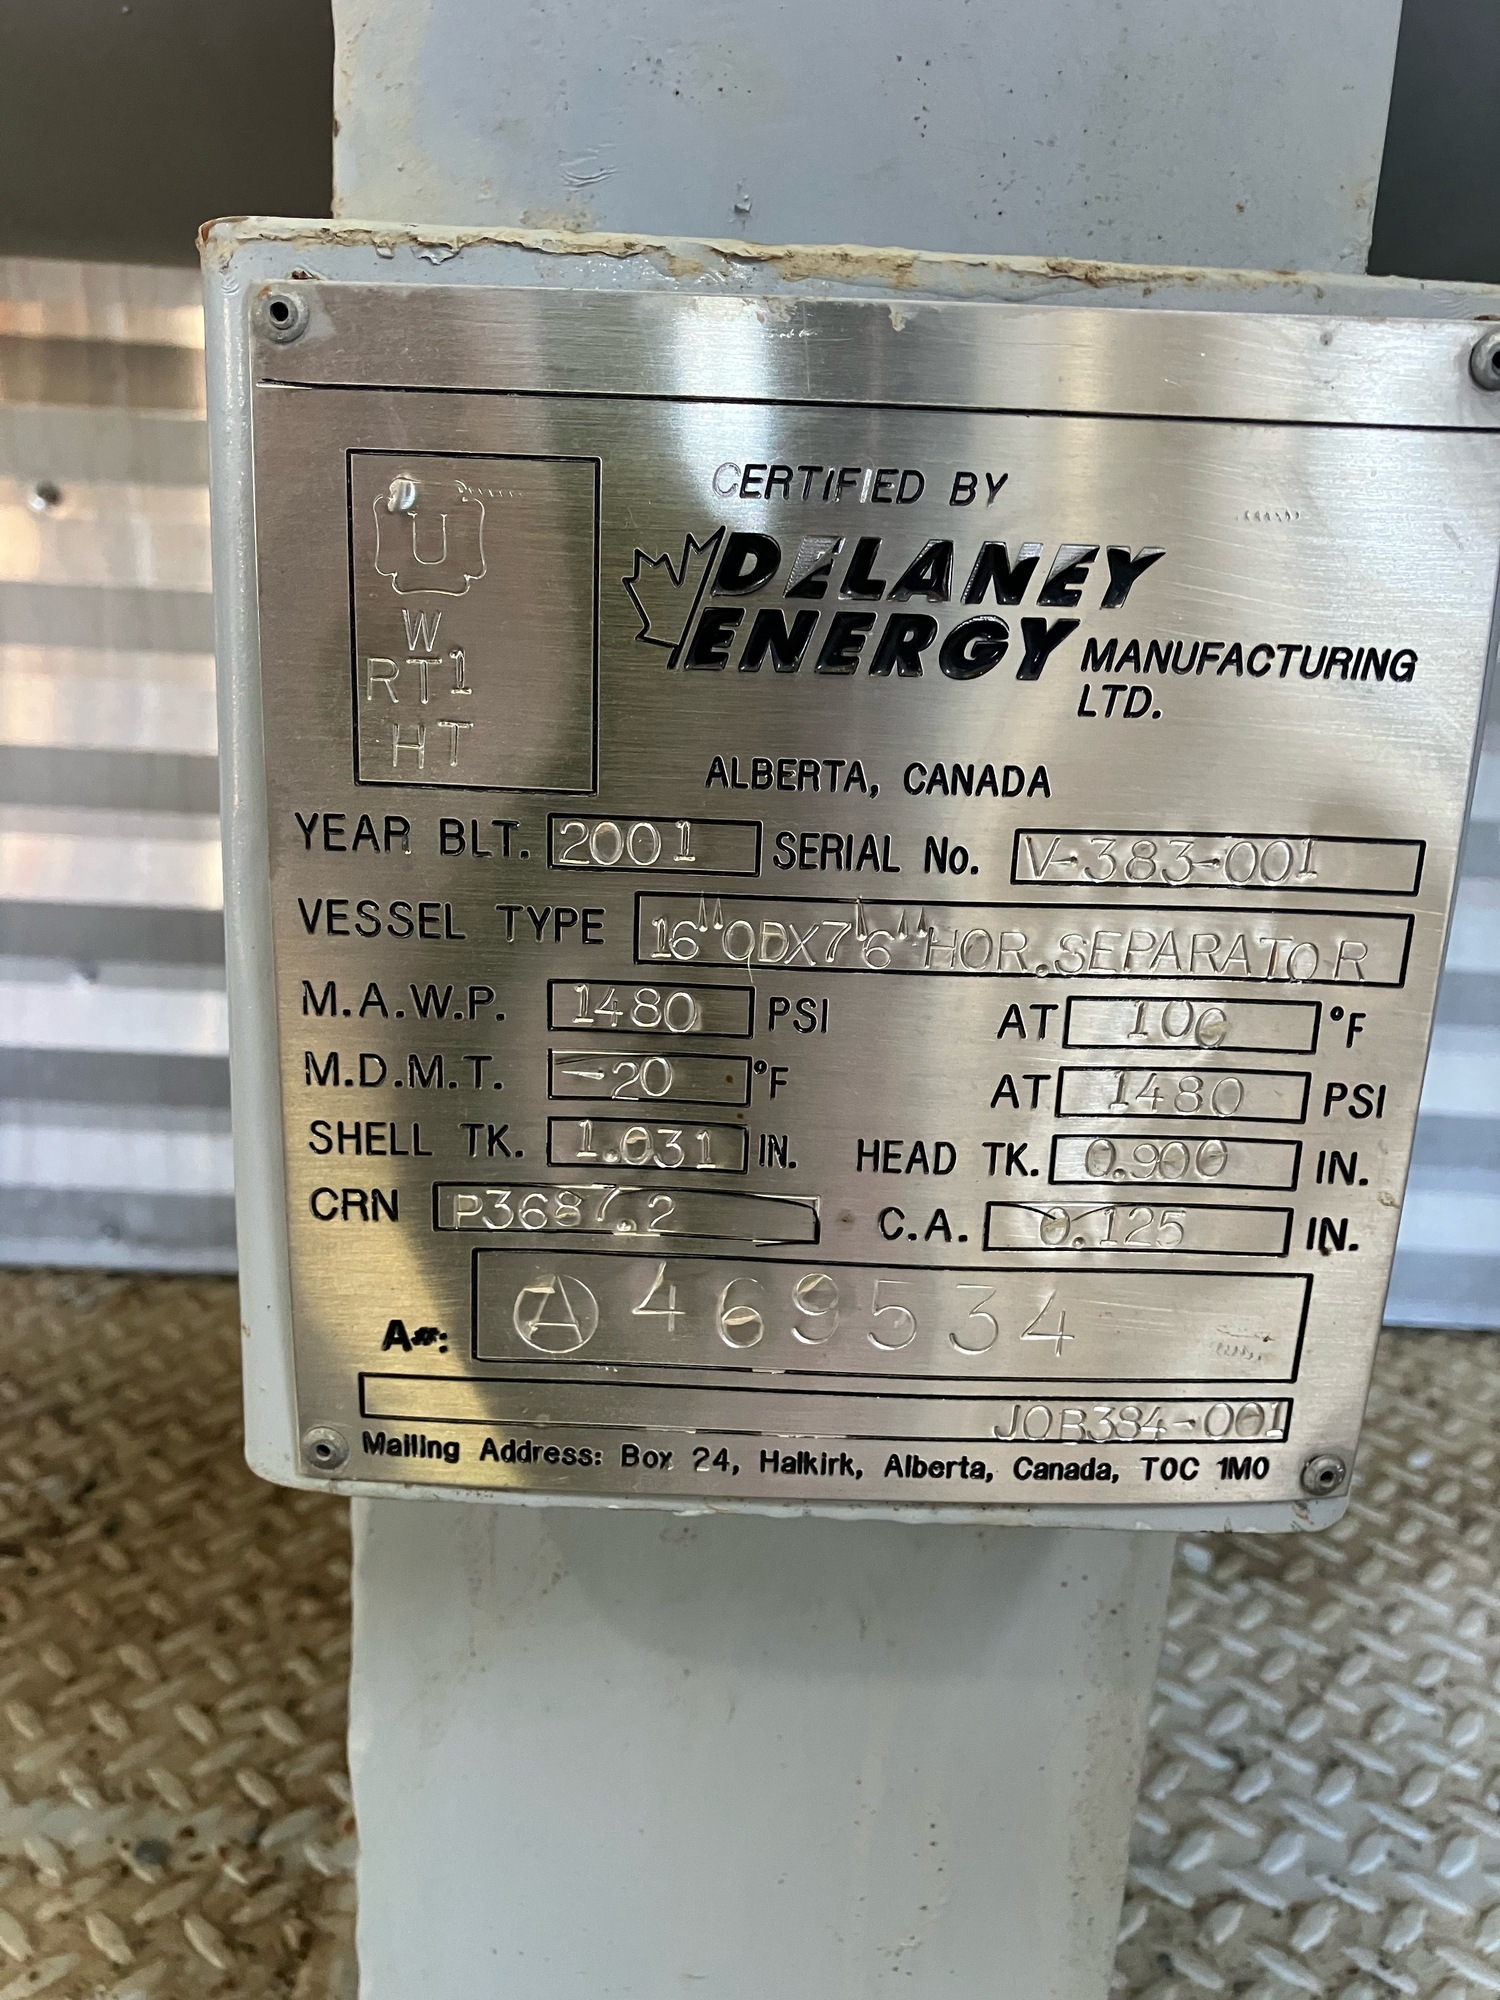 U
W
RT1
HT
CERTIFIED BY
DELANEY
ENERGY MANUFACTURING
LTD.
ALBERTA, CANADA
YEAR BLT. 2001 SERIAL No. V-383-001
VESSEL TYPE 16"ODX7'6"HOR.SEPARATOR
M.A.W.P. 1480 PSI AT 100 °F
M.D.M.T. -20 °F AT 1480 PSI
SHELL TK. 1.031 IN. HEAD TK. 0.900 IN.
CRN P3687.2 C.A. 0.125 IN.
A#: A 469534
JOB384-001
Mailing Address: Box 24, Halkirk, Alberta, Canada, T0C 1M0